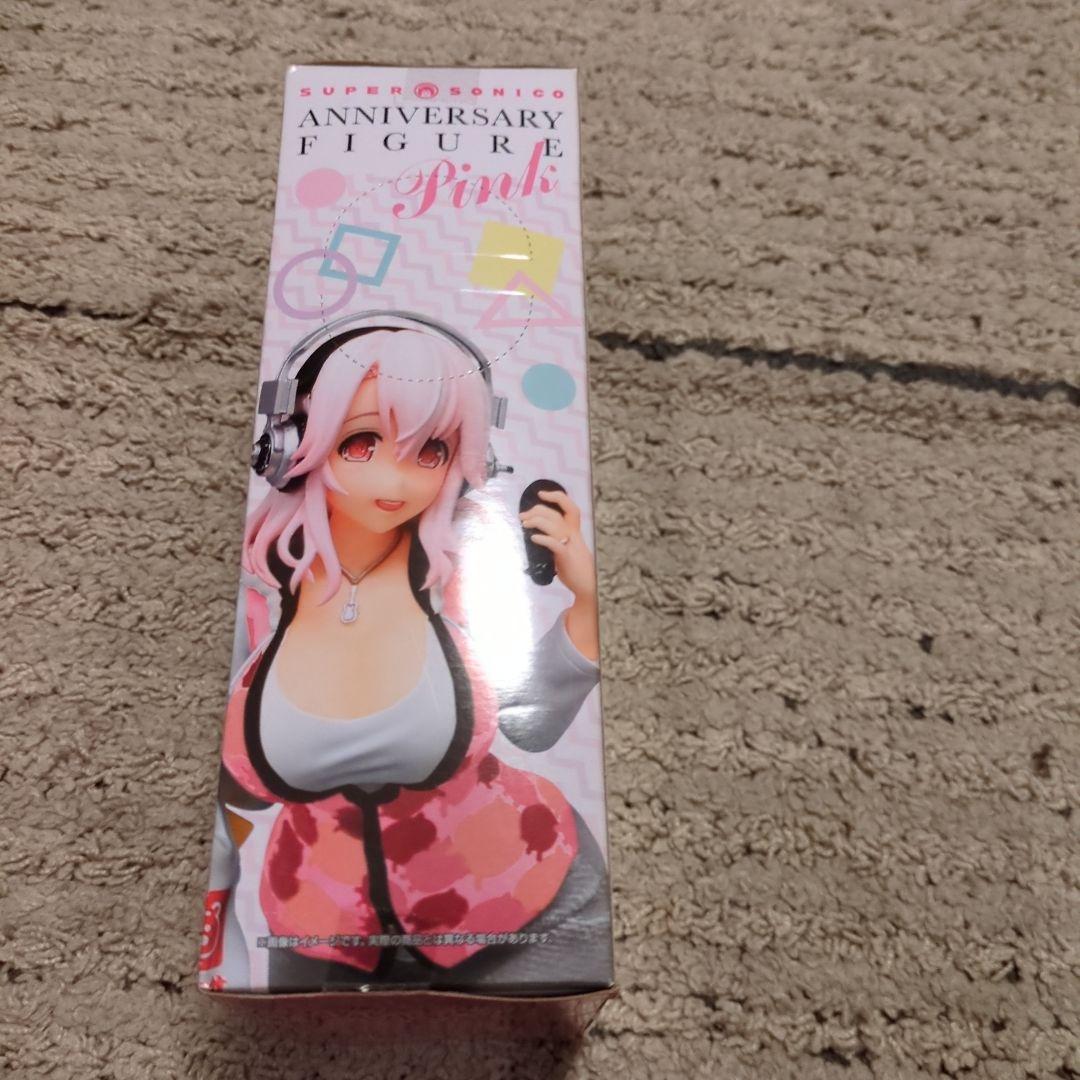 SUPER SONICO
ANNIVERSARY
FIGURE
Pink
※画像はイメージです。実際の商品とは異なる場合があります。